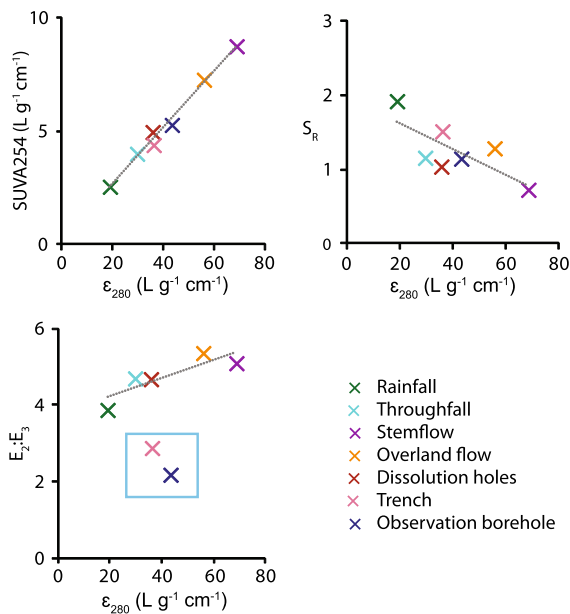 10
5
0
SUVA254 (L g⁻¹ cm⁻¹)
0 20 40 60 80
ε₂₈₀ (L g⁻¹ cm⁻¹)
3
2
1
0
S_R
0 20 40 60 80
ε₂₈₀ (L g⁻¹ cm⁻¹)
6
4
2
0
E₂:E₃
0 20 40 60 80
ε₂₈₀ (L g⁻¹ cm⁻¹)
Rainfall
Throughfall
Stemflow
Overland flow
Dissolution holes
Trench
Observation borehole